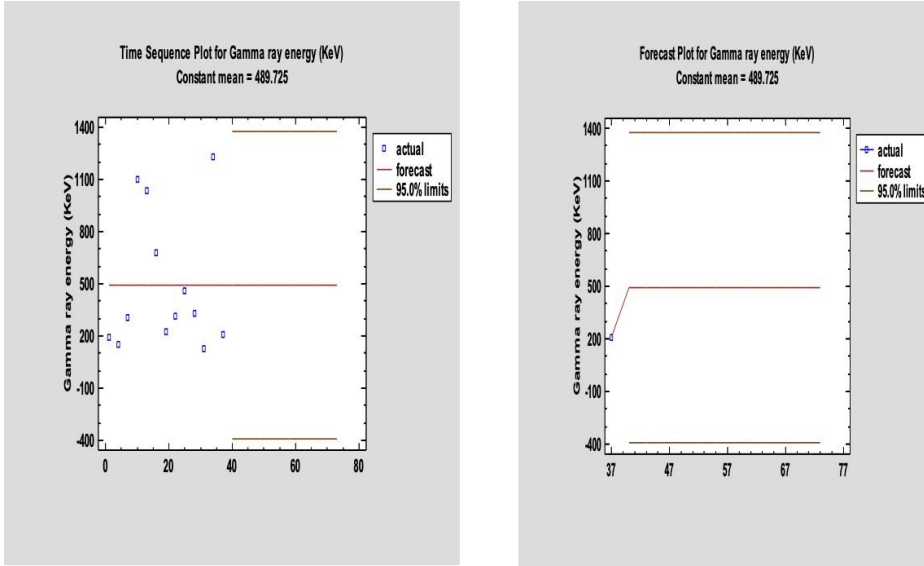 Time Sequence Plot for Gamma ray energy (KeV)
Constant mean = 489.725
Gamma ray energy (KeV)
1400
1100
800
500
200
-100
-400
0 20 40 60 80
actual
forecast
95.0% limits
Forecast Plot for Gamma ray energy (KeV)
Constant mean = 489.725
Gamma ray energy (KeV)
1400
1100
800
500
200
-100
-400
37 47 57 67 77
actual
forecast
95.0% limits